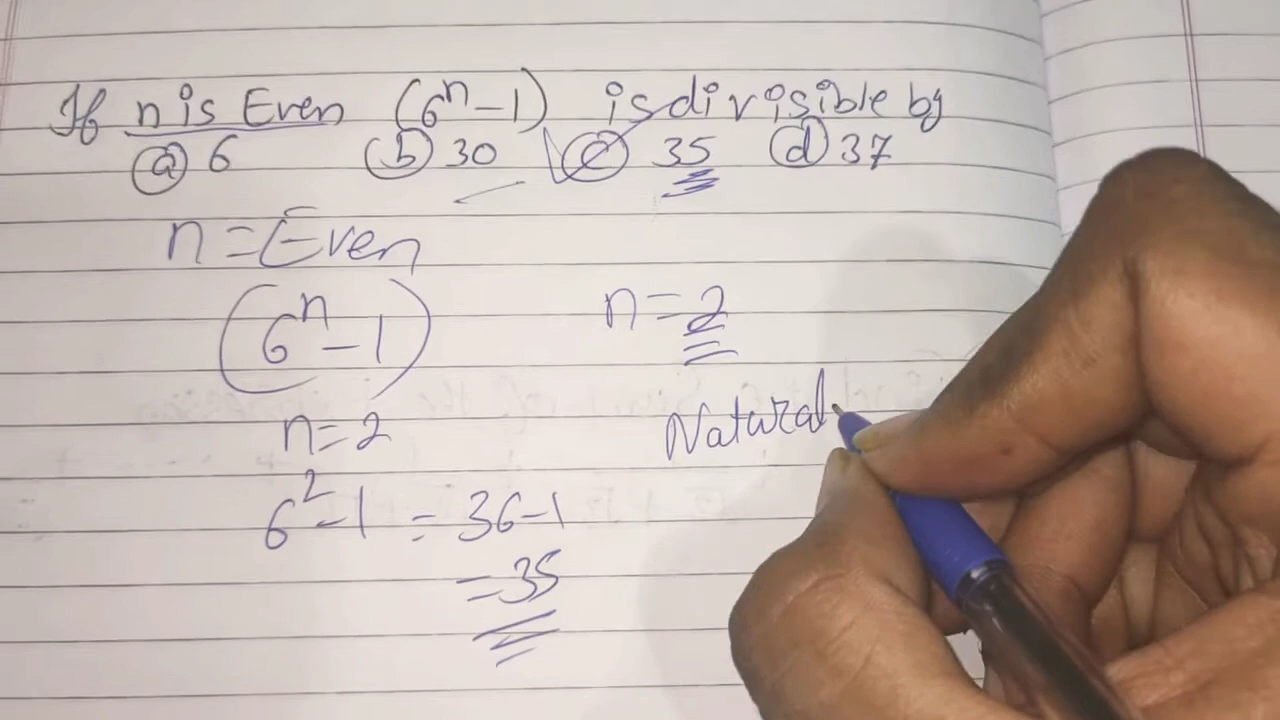 If n is Even (6^n - 1) is divisible by
(a) 6 (b) 30 (c) 35 (d) 37
n = Even
(6^n - 1) n = 2
n = 2 Natural
6^2 - 1 = 36 - 1
= 35